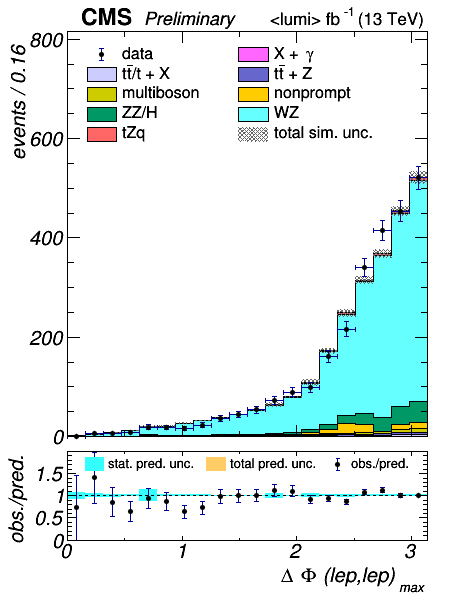 CMS Preliminary <lumi> fb⁻¹ (13 TeV)
events / 0.16
800
600
400
200
0
data
X + γ
tt̄/t + X
tt̄ + Z
multiboson
nonprompt
ZZ/H
WZ
tZq
total sim. unc.
obs./pred.
1.5
1
0.5
0
stat. pred. unc.
total pred. unc.
obs./pred.
0 1 2 3
Δ Φ (lep,lep) max